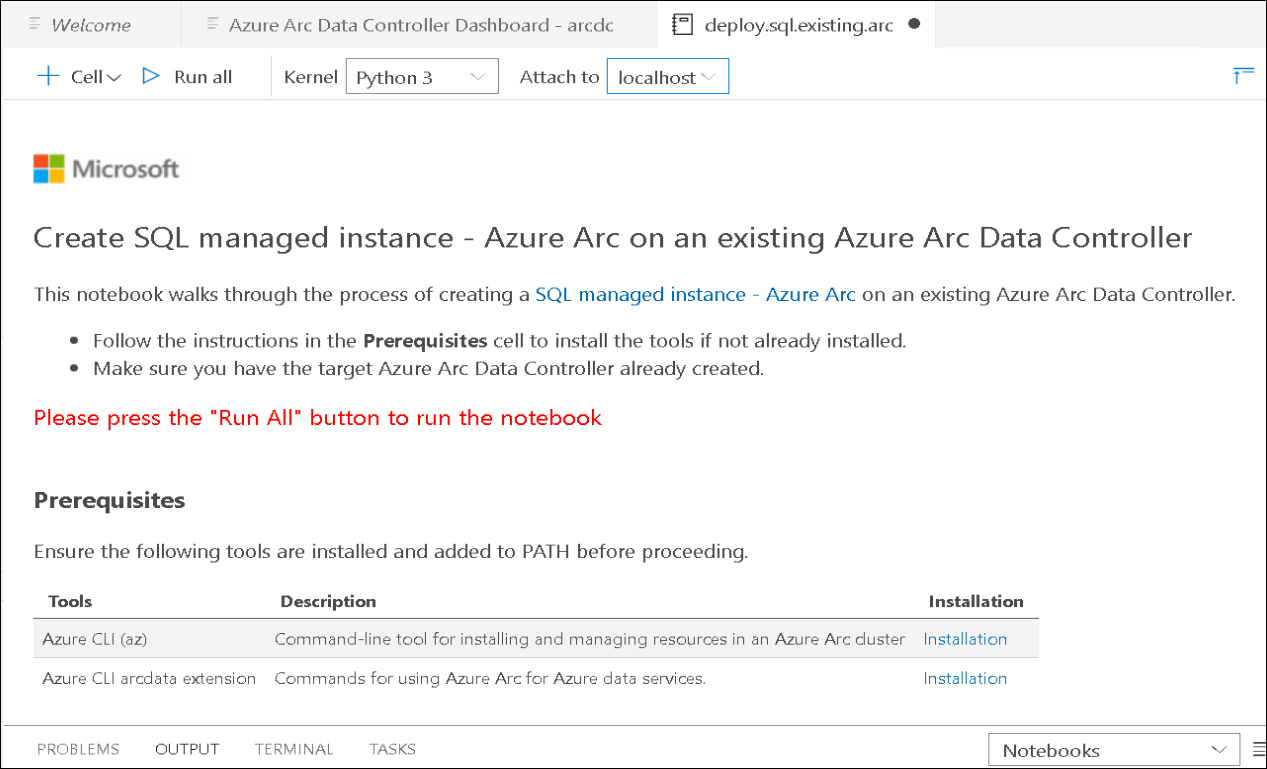 Welcome
Azure Arc Data Controller Dashboard - arcdc
deploy.sql.existing.arc
Cell
Run all
Kernel
Python 3
Attach to
localhost
Microsoft
Create SQL managed instance - Azure Arc on an existing Azure Arc Data Controller
This notebook walks through the process of creating a SQL managed instance - Azure Arc on an existing Azure Arc Data Controller.
Follow the instructions in the Prerequisites cell to install the tools if not already installed.
Make sure you have the target Azure Arc Data Controller already created.
Please press the "Run All" button to run the notebook
Prerequisites
Ensure the following tools are installed and added to PATH before proceeding.
Tools Description Installation
Azure CLI (az) Command-line tool for installing and managing resources in an Azure Arc cluster Installation
Azure CLI arcdata extension Commands for using Azure Arc for Azure data services. Installation
PROBLEMS OUTPUT TERMINAL TASKS Notebooks